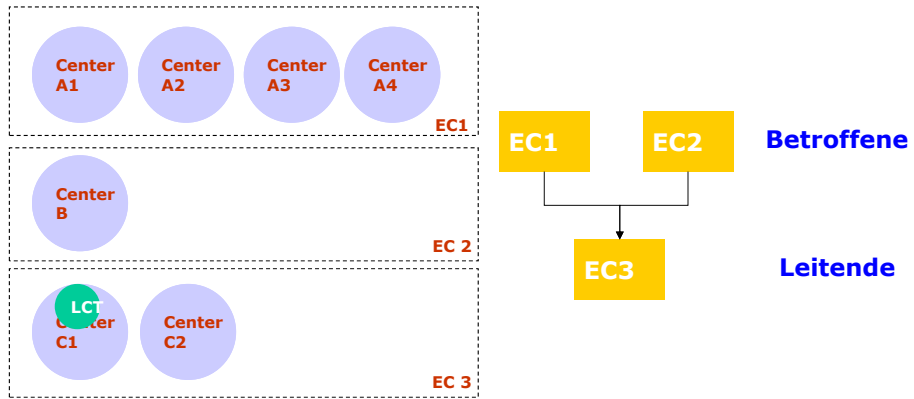 Center
A1
Center
A2
Center
A3
Center
A4
EC1
Center
B
EC 2
LCT
Center
C1
Center
C2
EC 3
EC1
EC2
Betroffene
EC3
Leitende